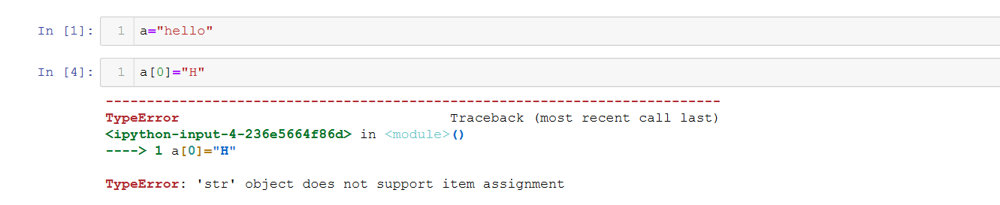 In [1]: 1 a="hello"
In [4]: 1 a[0]="H"
---------------------------------------------------------------------------
TypeError Traceback (most recent call last)
<ipython-input-4-236e5664f86d> in <module>()
----> 1 a[0]="H"
TypeError: 'str' object does not support item assignment